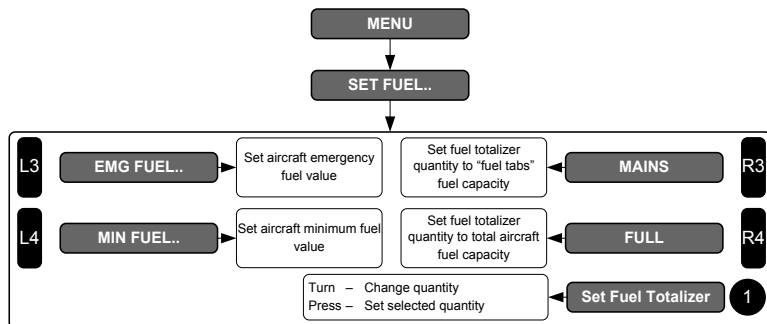 MENU
SET FUEL..
L3
EMG FUEL..
Set aircraft emergency
fuel value
Set fuel totalizer
quantity to “fuel tabs”
fuel capacity
MAINS
R3
L4
MIN FUEL..
Set aircraft minimum fuel
value
Set fuel totalizer
quantity to total aircraft
fuel capacity
FULL
R4
Turn – Change quantity
Press – Set selected quantity
Set Fuel Totalizer
1